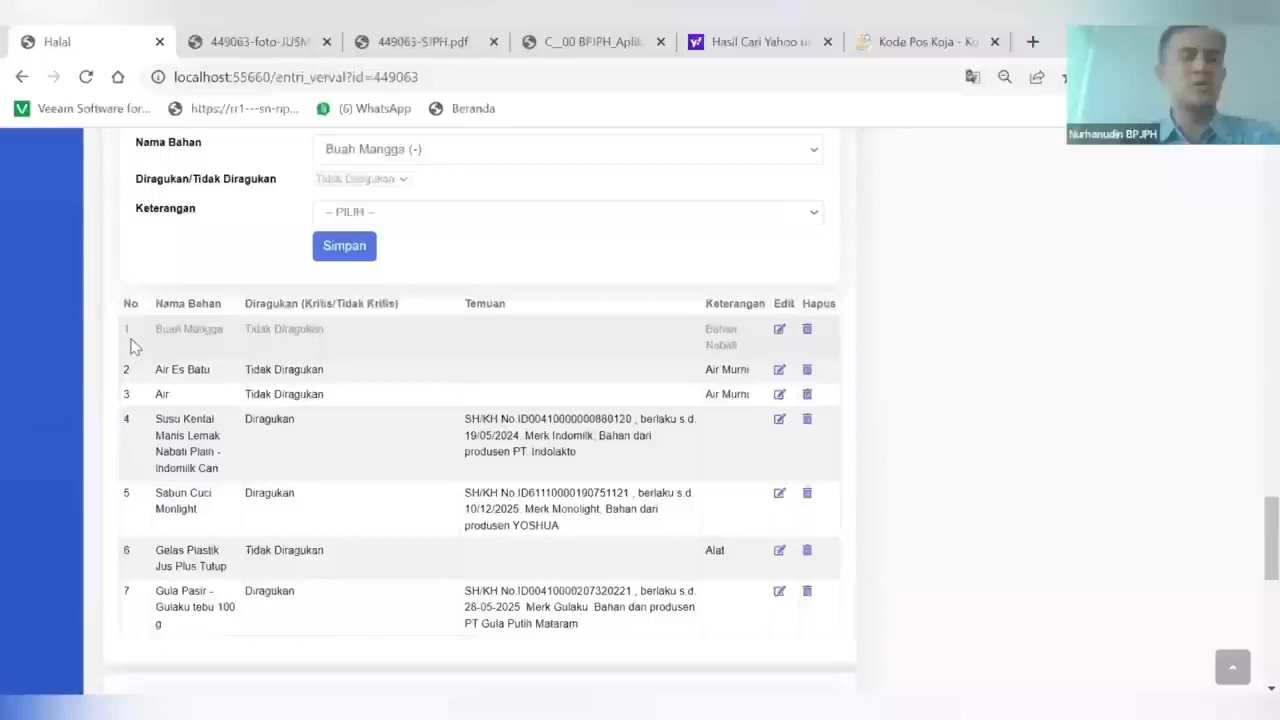 Halal
449063-foto-JUSM
449063-SJPH.pdf
C__00 BPJPH_Aplik
Hasil Cari Yahoo u
Kode Pos Koja - Ko
localhost:55660/entri_verval?id=449063
Veeam Software for...
https://rr1---sn-njp...
(6) WhatsApp
Beranda
Nurhanudin BPJPH
Nama Bahan
Buah Mangga (-)
Diragukan/Tidak Diragukan
Tidak Diragukan
Keterangan
-- PILIH --
Simpan
No Nama Bahan Diragukan (Kritis/Tidak Kritis) Temuan Keterangan Edit Hapus
1 Buah Mangga Tidak Diragukan Bahan
Nabati
2 Air Es Batu Tidak Diragukan Air Murni
3 Air Tidak Diragukan Air Murni
4 Susu Kental Diragukan SH/KH No.ID00410000000880120 , berlaku s.d.
Manis Lemak 19/05/2024. Merk Indomilk, Bahan dari
Nabati Plain - produsen PT. Indolakto
Indomilk Can
5 Sabun Cuci Diragukan SH/KH No.ID61110000190751121 , berlaku s.d.
Monlight 10/12/2025. Merk Monolight, Bahan dari
produsen YOSHUA
6 Gelas Plastik Tidak Diragukan Alat
Jus Plus Tutup
7 Gula Pasir - Diragukan SH/KH No.ID00410000207320221 , berlaku s.d.
Gulaku tebu 100 28-05-2025 Merk Gulaku Bahan dari produsen
g PT Gula Putih Mataram